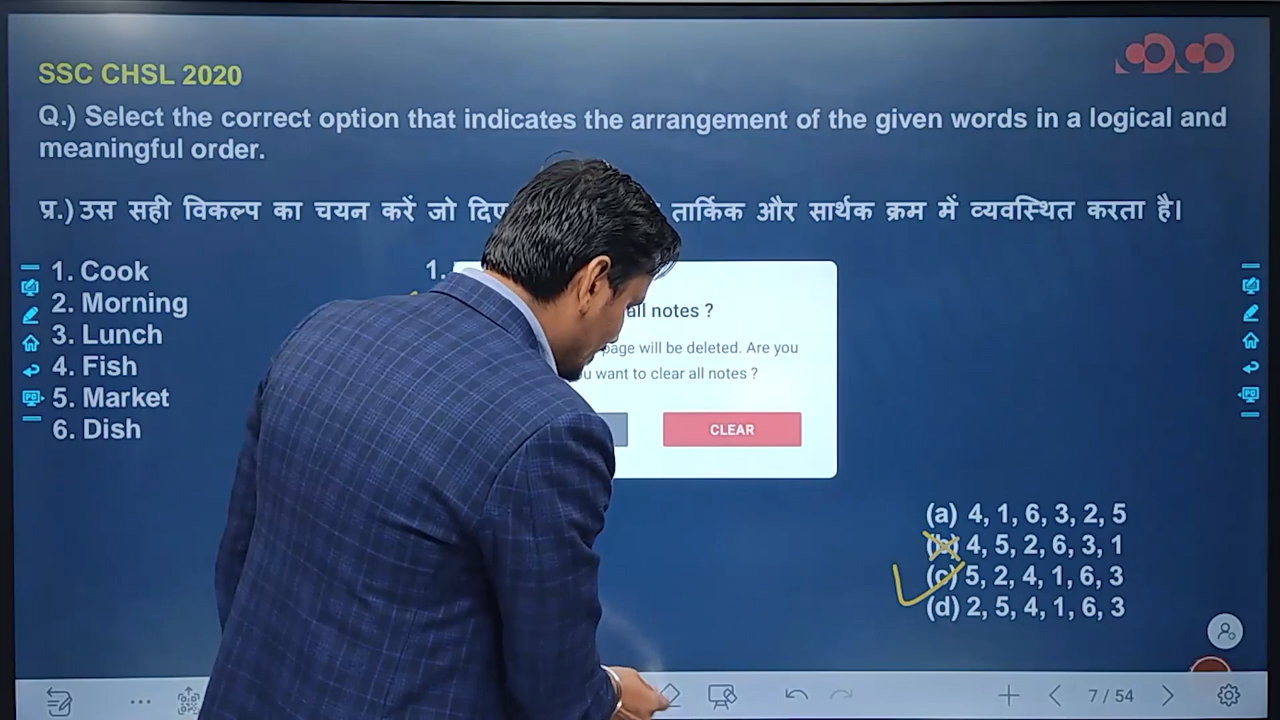 SSC CHSL 2020
Q.) Select the correct option that indicates the arrangement of the given words in a logical and
meaningful order.
प्र.) उस सही विकल्प का चयन करें जो तार्किक और सार्थक क्रम में व्यवस्थित करता है।
1. Cook
2. Morning
3. Lunch
4. Fish
5. Market
6. Dish
1.
all notes ?
page will be deleted. Are you
want to clear all notes ?
CLEAR
(a) 4, 1, 6, 3, 2, 5
(b) 4, 5, 2, 6, 3, 1
(c) 5, 2, 4, 1, 6, 3
(d) 2, 5, 4, 1, 6, 3
7 / 54